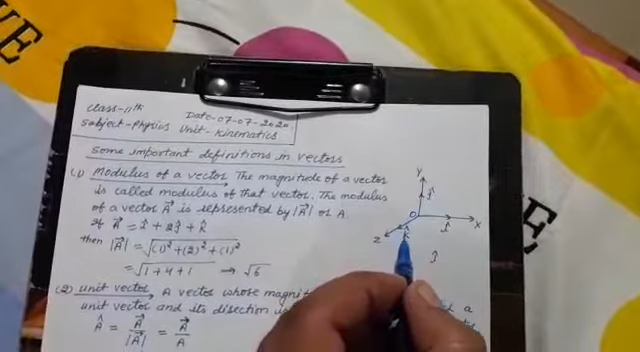 Class-11th
Date-07-07-2020
Subject-Physics Unit-Kinematics
Some important definitions in vectors
(1) Modulus of a vector The magnitude of a vector
is called modulus of that vector. The modulus
of a vector A⃗ is represented by |A⃗| or A.
If A⃗ = î + 2ĵ + k̂
then |A⃗| = √(1)² + (2)² + (1)²
= √1 + 4 + 1 → √6
(2) unit vector A vector whose magni
a
unit vector and its direction is
Â = A⃗/|A⃗| = A⃗/A
Y
ĵ
O
X
î
Z
k̂
ĵ
VE
E